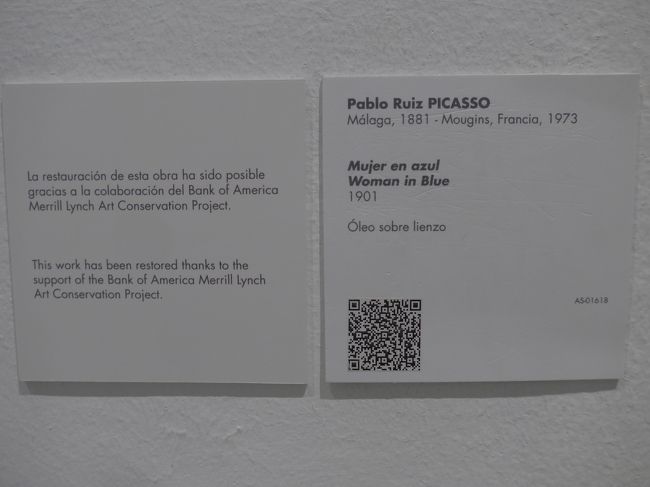 La restauración de esta obra ha sido posible
gracias a la colaboración del Bank of America
Merrill Lynch Art Conservation Project.
This work has been restored thanks to the
support of the Bank of America Merrill Lynch
Art Conservation Project.
Pablo Ruiz PICASSO
Málaga, 1881 - Mougins, Francia, 1973
Mujer en azul
Woman in Blue
1901
Óleo sobre lienzo
AS-01618